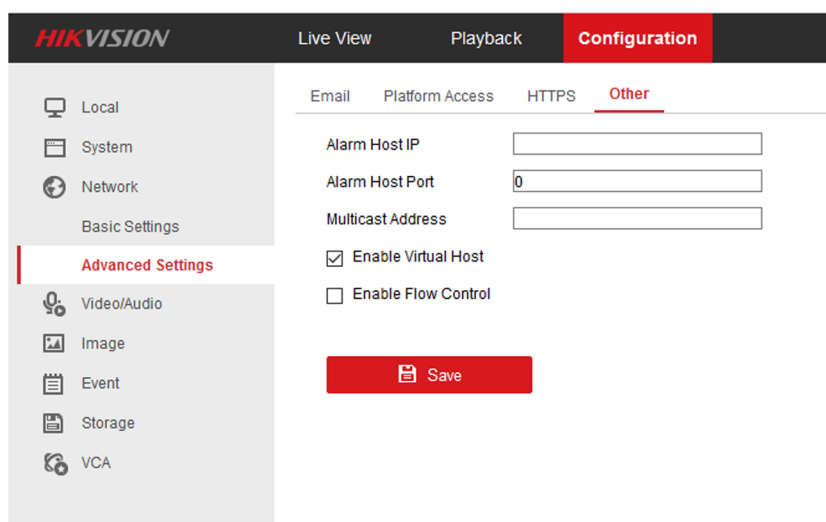 HIKVISION
Live View
Playback
Configuration
Local
System
Network
Basic Settings
Advanced Settings
Video/Audio
Image
Event
Storage
VCA
Email
Platform Access
HTTPS
Other
Alarm Host IP
Alarm Host Port
0
Multicast Address
Enable Virtual Host
Enable Flow Control
Save